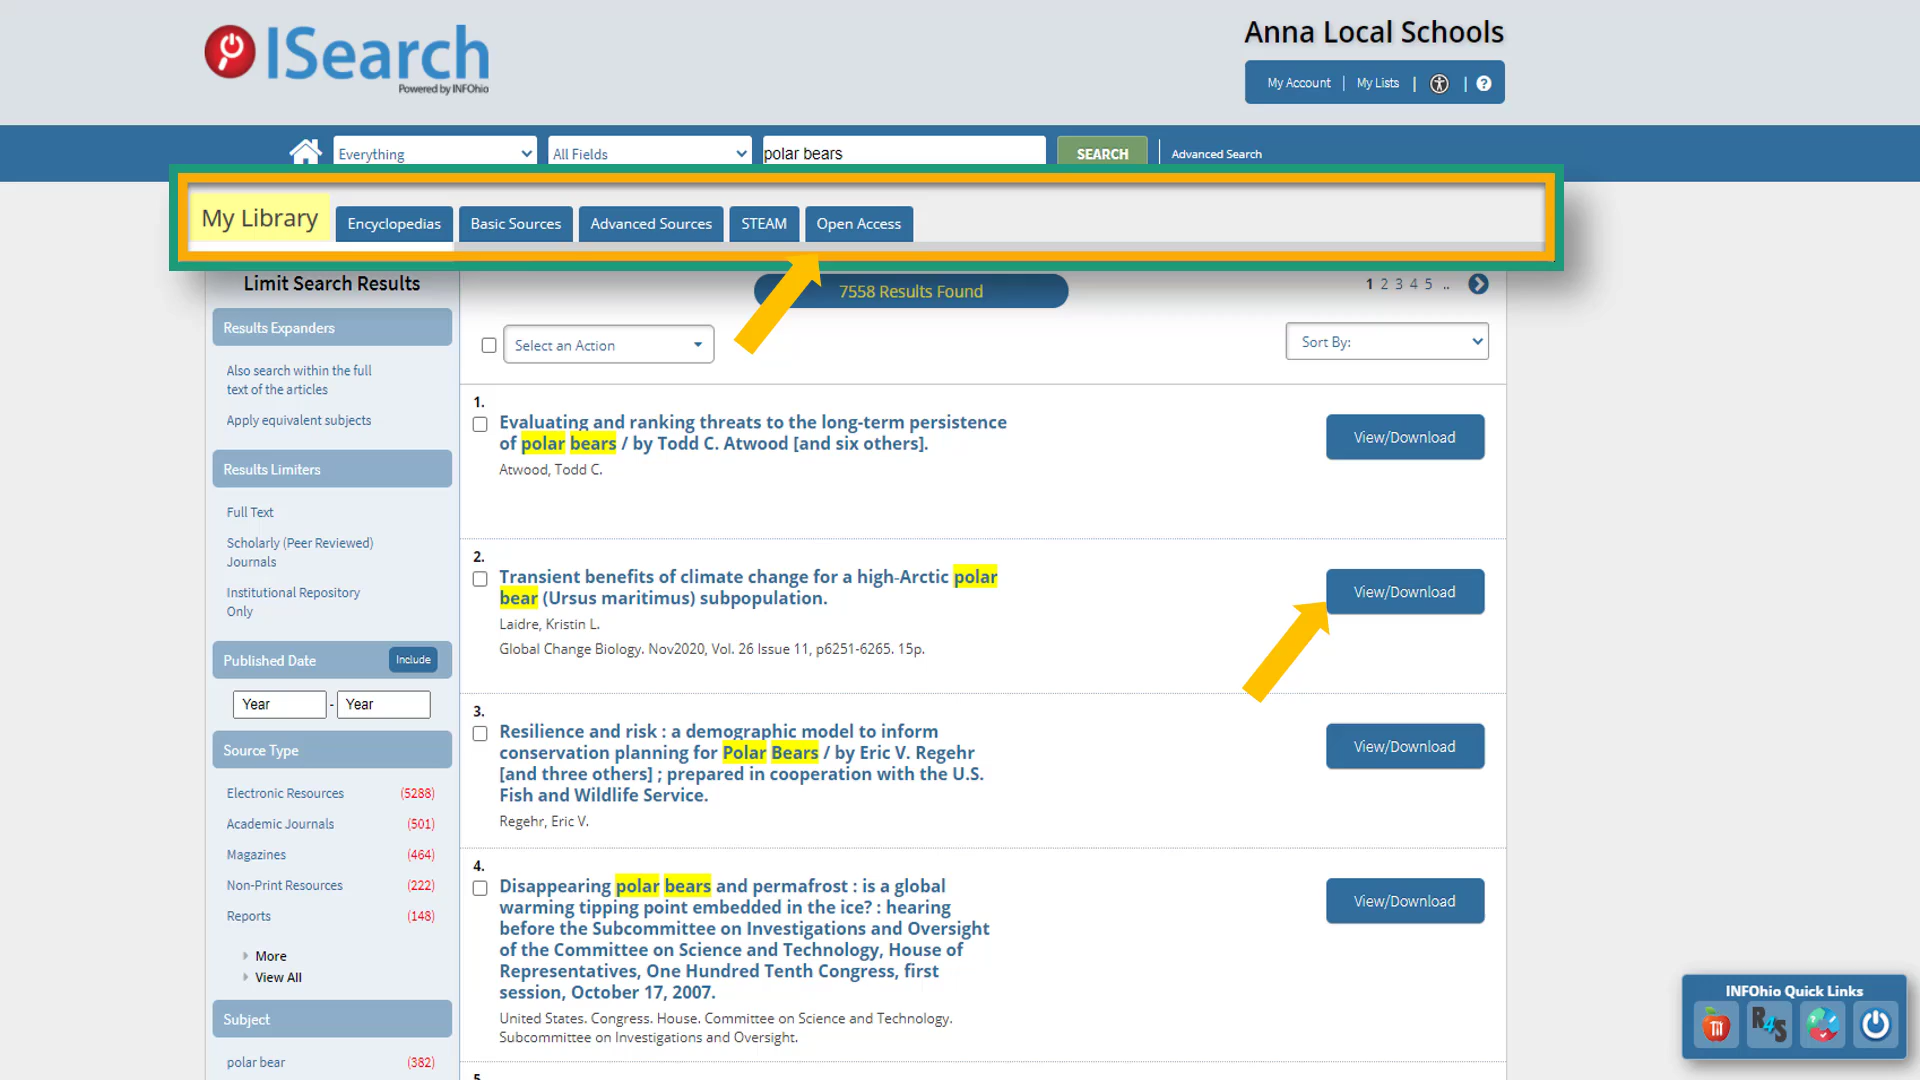 ISearch
Powered by INFOhio
Anna Local Schools
My Account | My Lists | | ?
Everything
All Fields
polar bears
SEARCH
Advanced Search
My Library
Encyclopedias
Basic Sources
Advanced Sources
STEAM
Open Access
Limit Search Results
7558 Results Found
1 2 3 4 5 ..
Results Expanders
Select an Action
Sort By:
Also search within the full
text of the articles
Apply equivalent subjects
Results Limiters
Full Text
Scholarly (Peer Reviewed)
Journals
Institutional Repository
Only
Published Date
Include
Year - Year
Source Type
Electronic Resources (5288)
Academic Journals (501)
Magazines (464)
Non-Print Resources (222)
Reports (148)
More
View All
Subject
polar bear (382)
1.
Evaluating and ranking threats to the long-term persistence
of polar bears / by Todd C. Atwood [and six others].
Atwood, Todd C.
View/Download
2.
Transient benefits of climate change for a high-Arctic polar
bear (Ursus maritimus) subpopulation.
Laidre, Kristin L.
Global Change Biology. Nov2020, Vol. 26 Issue 11, p6251-6265. 15p.
View/Download
3.
Resilience and risk : a demographic model to inform
conservation planning for Polar Bears / by Eric V. Regehr
[and three others] ; prepared in cooperation with the U.S.
Fish and Wildlife Service.
Regehr, Eric V.
View/Download
4.
Disappearing polar bears and permafrost : is a global
warming tipping point embedded in the ice? : hearing
before the Subcommittee on Investigations and Oversight
of the Committee on Science and Technology, House of
Representatives, One Hundred Tenth Congress, first
session, October 17, 2007.
United States. Congress. House. Committee on Science and Technology.
Subcommittee on Investigations and Oversight.
View/Download
5.
INFOhio Quick Links
R4S